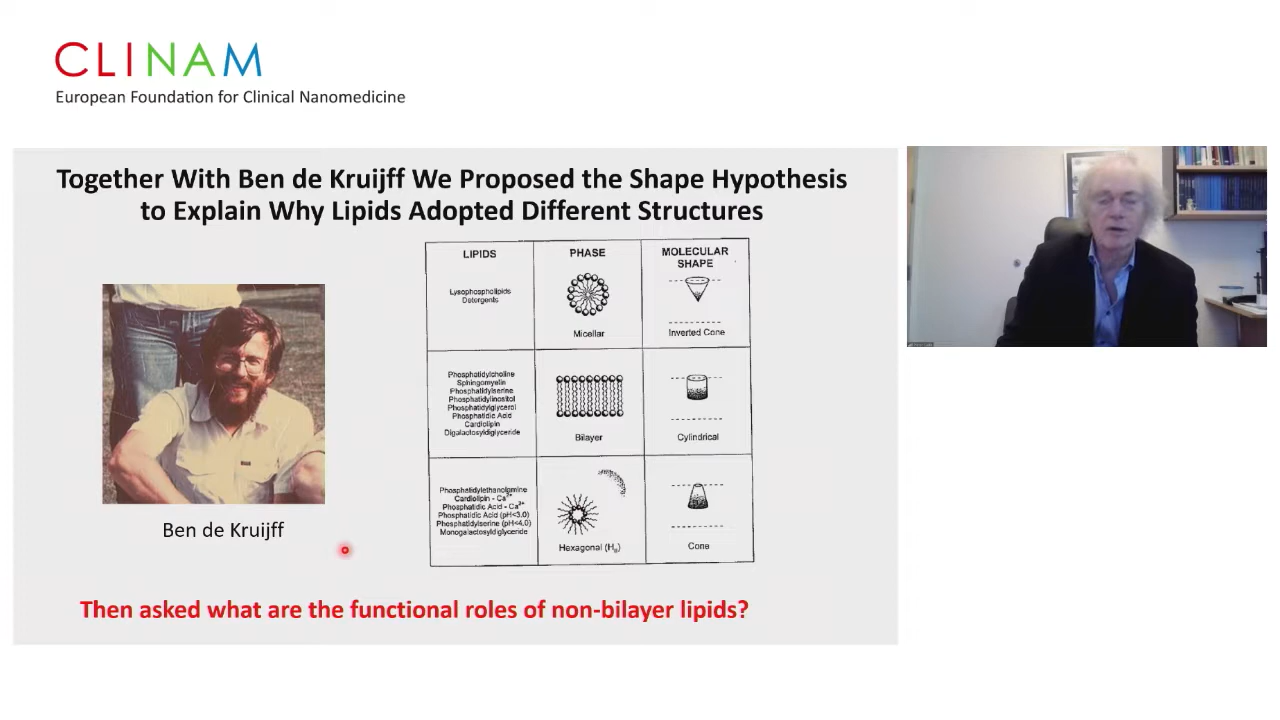 CLINAM
European Foundation for Clinical Nanomedicine
Together With Ben de Kruijff We Proposed the Shape Hypothesis
to Explain Why Lipids Adopted Different Structures
LIPIDS
PHASE
MOLECULAR
SHAPE
Lysophospholipids
Detergents
Micellar
Inverted Cone
Phosphatidylcholine
Sphingomyelin
Phosphatidylserine
Phosphatidylinositol
Phosphatidylglycerol
Phosphatidic Acid
Cardiolipin
Digalactosyldiglyceride
Bilayer
Cylindrical
Phosphatidylethanolamine
Cardiolipin - Ca2+
Phosphatidic Acid - Ca2+
Phosphatidic Acid (pH<3.0)
Phosphatidylserine (pH<4.0)
Monogalactosyldiglyceride
Hexagonal (HII)
Cone
Ben de Kruijff
Then asked what are the functional roles of non-bilayer lipids?